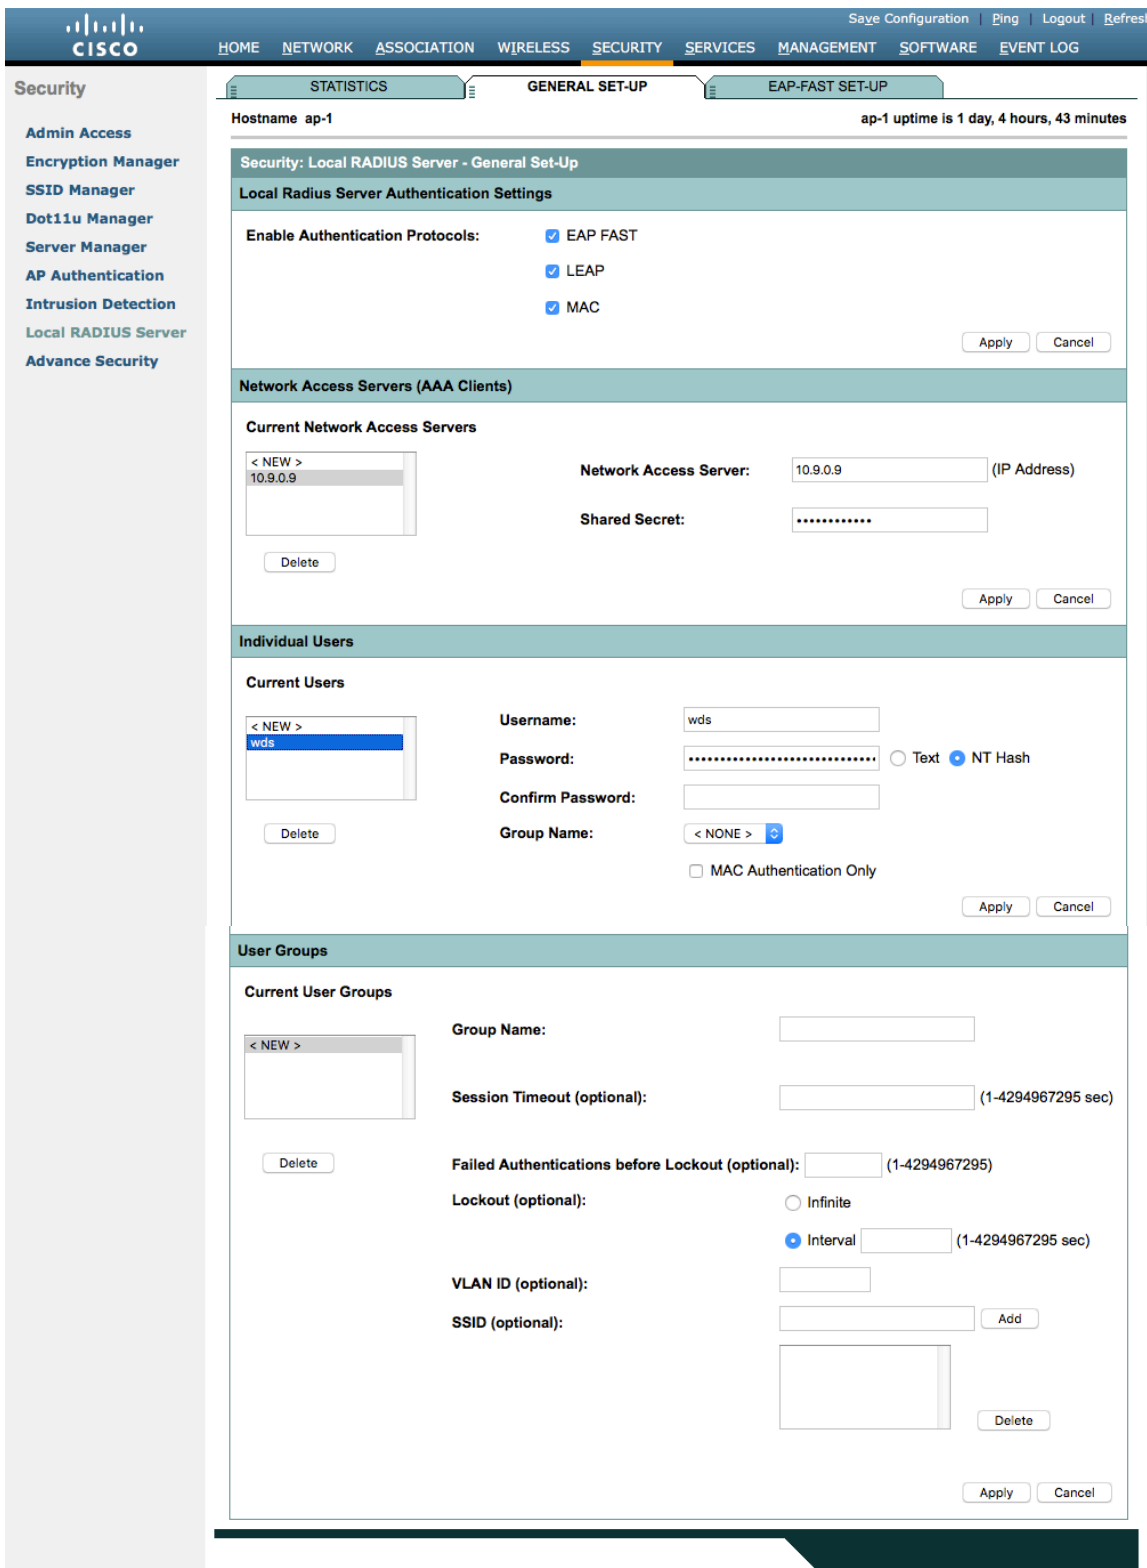 Save Configuration | Ping | Logout | Refresh
CISCO
HOME NETWORK ASSOCIATION WIRELESS SECURITY SERVICES MANAGEMENT SOFTWARE EVENT LOG
Security
Admin Access
Encryption Manager
SSID Manager
Dot11u Manager
Server Manager
AP Authentication
Intrusion Detection
Local RADIUS Server
Advance Security
STATISTICS GENERAL SET-UP EAP-FAST SET-UP
Hostname ap-1 ap-1 uptime is 1 day, 4 hours, 43 minutes
Security: Local RADIUS Server - General Set-Up
Local Radius Server Authentication Settings
Enable Authentication Protocols: EAP FAST
LEAP
MAC
Apply Cancel
Network Access Servers (AAA Clients)
Current Network Access Servers
< NEW >
10.9.0.9
Network Access Server: 10.9.0.9 (IP Address)
Shared Secret: ••••••••••••
Delete
Apply Cancel
Individual Users
Current Users
< NEW >
wds
Username: wds
Password: •••••••••••••••••••••••••••••• Text NT Hash
Confirm Password:
Delete
Group Name: < NONE >
MAC Authentication Only
Apply Cancel
User Groups
Current User Groups
< NEW >
Group Name:
Session Timeout (optional): (1-4294967295 sec)
Delete
Failed Authentications before Lockout (optional): (1-4294967295)
Lockout (optional): Infinite
Interval (1-4294967295 sec)
VLAN ID (optional):
SSID (optional): Add
Delete
Apply Cancel